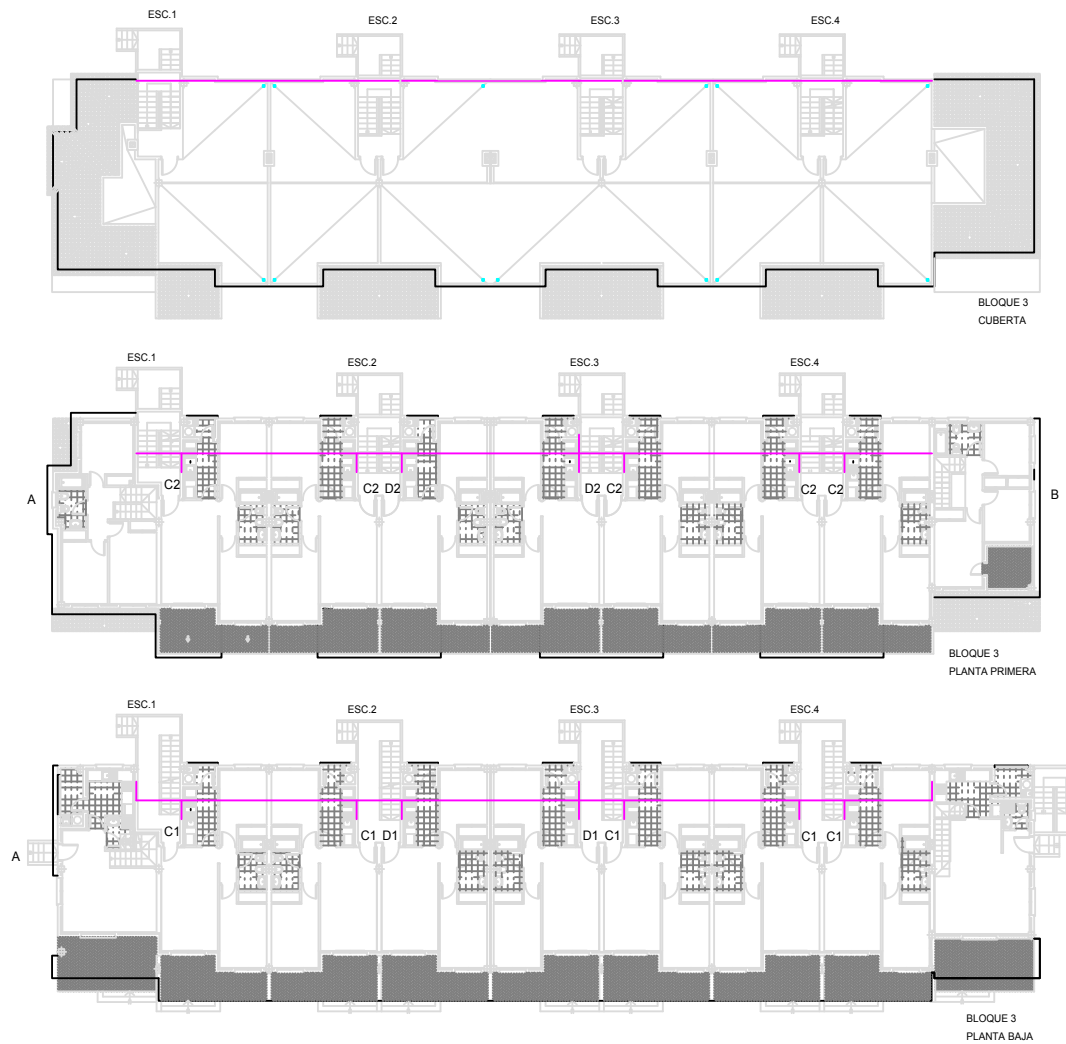 ESC.1
ESC.2
ESC.3
ESC.4
BLOQUE 3
CUBERTA
ESC.1
ESC.2
ESC.3
ESC.4
A
C2
C2 D2
D2 C2
C2 C2
B
BLOQUE 3
PLANTA PRIMERA
ESC.1
ESC.2
ESC.3
ESC.4
A
C1
C1 D1
D1 C1
C1 C1
BLOQUE 3
PLANTA BAJA